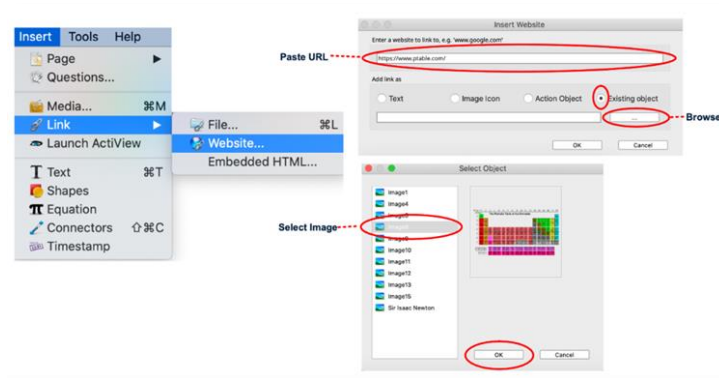 Insert Tools Help
Page
Questions...
Media... ⌘M
Link
Launch ActiView
Text ⌘T
Shapes
Equation
Connectors ⇧⌘C
Timestamp
File... ⌘L
Website...
Embedded HTML...
Insert Website
Enter a website to link to, e.g. 'www.google.com'
Paste URL
https://www.ptable.com/
Add link as
Text Image icon Action Object Existing object
... Browse
OK Cancel
Select Object
Image1
Image4
Select Image
Image10
Image11
Image12
Image13
Image15
Sir Isaac Newton
OK Cancel